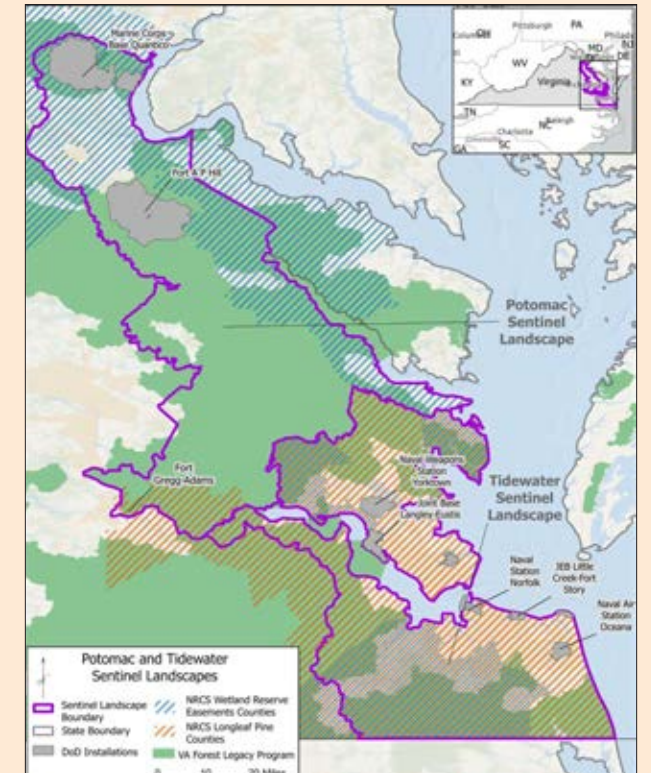 Marine Corps
Base Quantico
Fort A P Hill
Potomac
Sentinel
Landscape
Fort
Gregg Adams
Naval Weapons
Station
Yorktown
Joint Base
Langley Eustis
Tidewater
Sentinel
Landscape
Naval
Station
Norfolk
JEB Little
Creek-Fort
Story
Naval Air
Station
Oceana
Pittsburgh
PA
OH
Philade
MD
NJ
DE
WV
KY
Virginia
TN
NC
Raleigh
Charlotte
SC
GA
Potomac and Tidewater
Sentinel Landscapes
Sentinel Landscape
Boundary
State Boundary
DoD Installations
NRCS Wetland Reserve
Easements Counties
NRCS Longleaf Pine
Counties
VA Forest Legacy Program
0 10 20 Miles